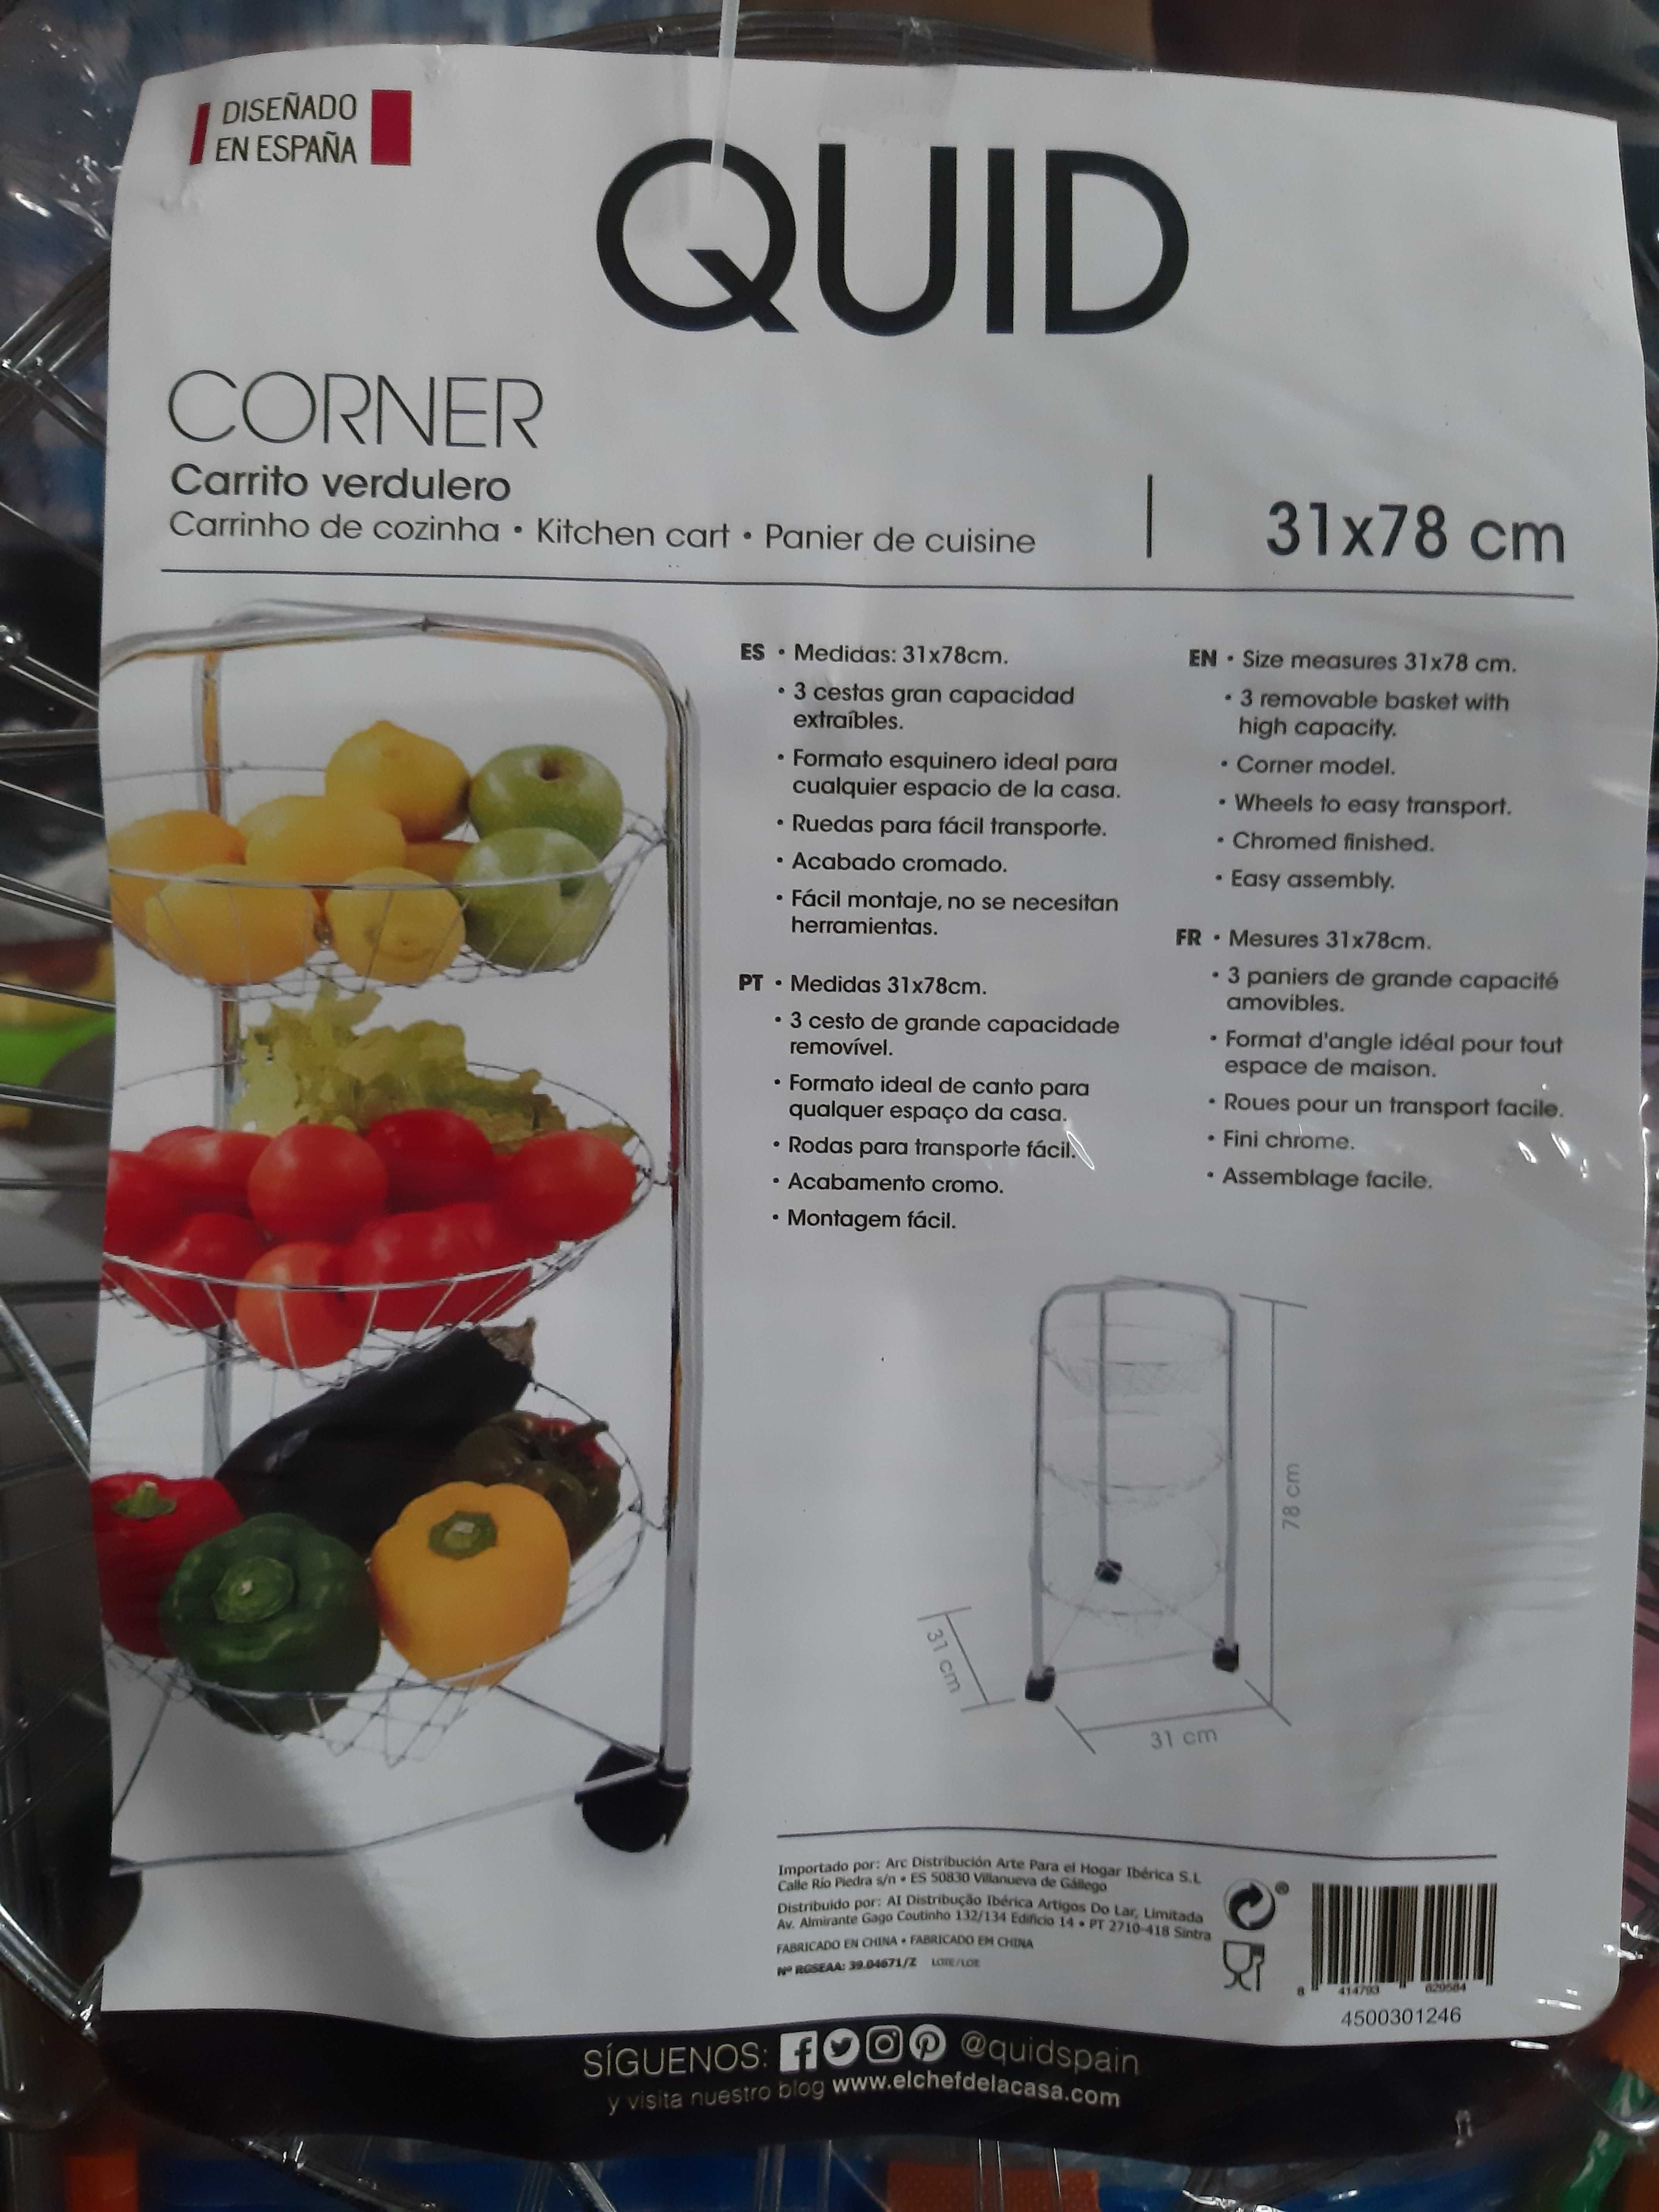 DISEÑADO
EN ESPAÑA
QUID
CORNER
Carrito verdulero
Carrinho de cozinha • Kitchen cart • Panier de cuisine
31x78 cm
ES • Medidas: 31x78cm.
• 3 cestas gran capacidad
extraíbles.
• Formato esquinero ideal para
cualquier espacio de la casa.
• Ruedas para fácil transporte.
• Acabado cromado.
• Fácil montaje, no se necesitan
herramientas.
PT • Medidas 31x78cm.
• 3 cesto de grande capacidade
removível.
• Formato ideal de canto para
qualquer espaço da casa.
• Rodas para transporte fácil.
• Acabamento cromo.
• Montagem fácil.
EN • Size measures 31x78 cm.
• 3 removable basket with
high capacity.
• Corner model.
• Wheels to easy transport.
• Chromed finished.
• Easy assembly.
FR • Mesures 31x78cm.
• 3 paniers de grande capacité
amovibles.
• Format d'angle idéal pour tout
espace de maison.
• Roues pour un transport facile.
• Fini chrome.
• Assemblage facile.
78 cm
31 cm
31 cm
Importado por: Arc Distribución Arte Para el Hogar Ibérica S.L
Calle Río Piedra s/n • ES 50830 Villanueva de Gállego
Distribuido por: AI Distribução Ibérica Artigos Do Lar, Limitada
Av. Almirante Gago Coutinho 132/134 Edificio 14 • PT 2710-418 Sintra
FABRICADO EN CHINA • FABRICADO EM CHINA
Nº RGSEAA: 39.04671/Z LOTE/LOE
®
8 414793 620584
4500301246
SÍGUENOS: @quidspain
y visita nuestro blog www.elchefdelacasa.com